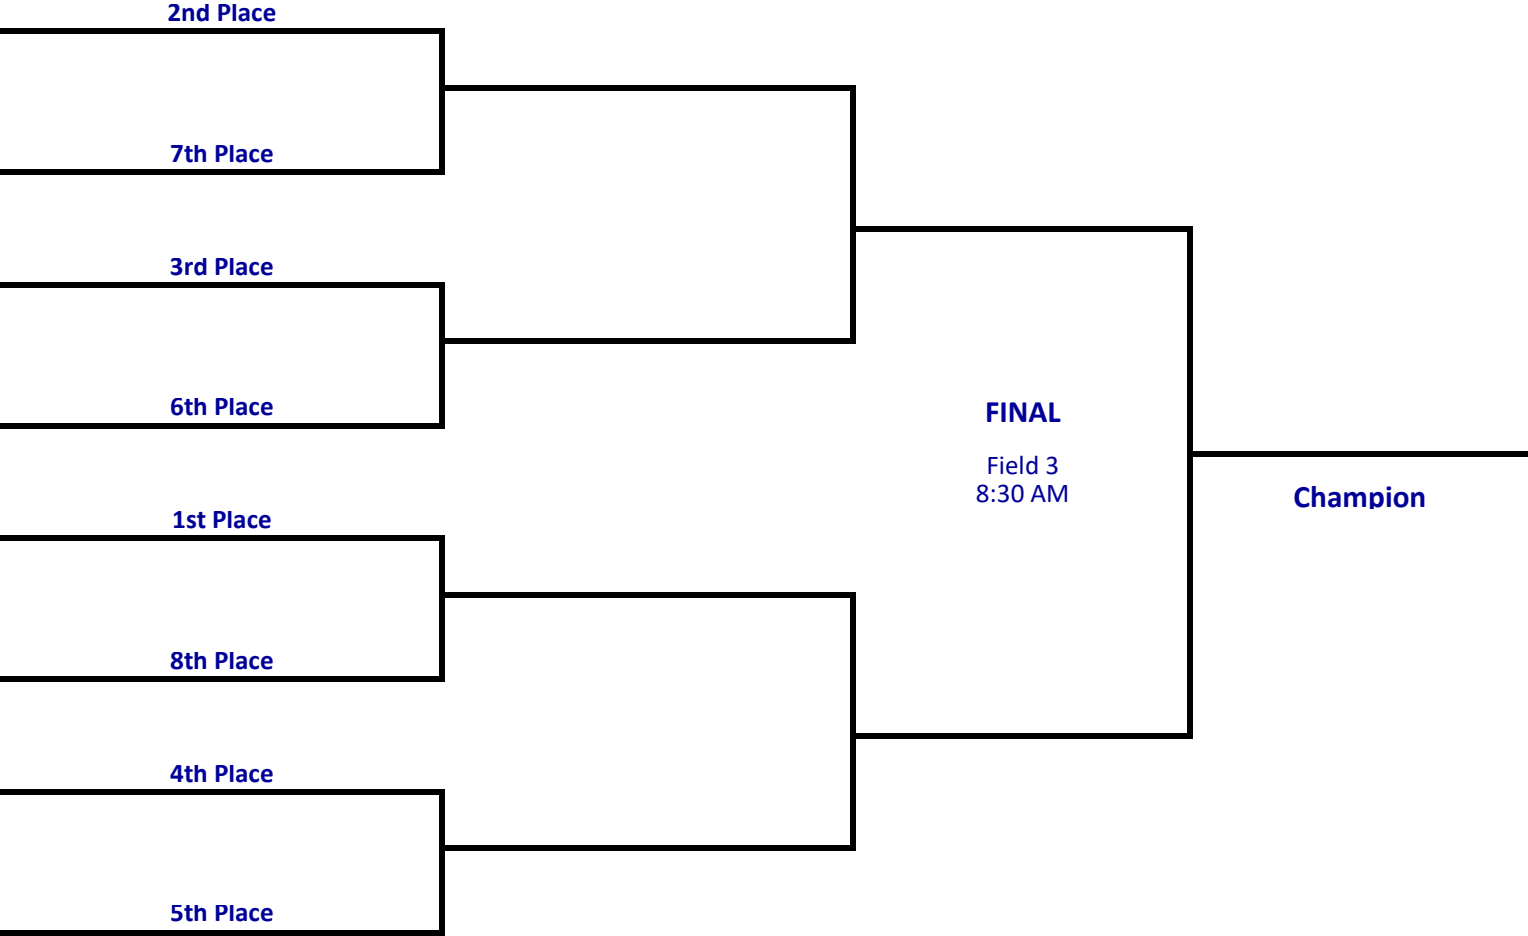 2nd Place
7th Place
3rd Place
6th Place
FINAL
Field 3
8:30 AM
Champion
1st Place
8th Place
4th Place
5th Place